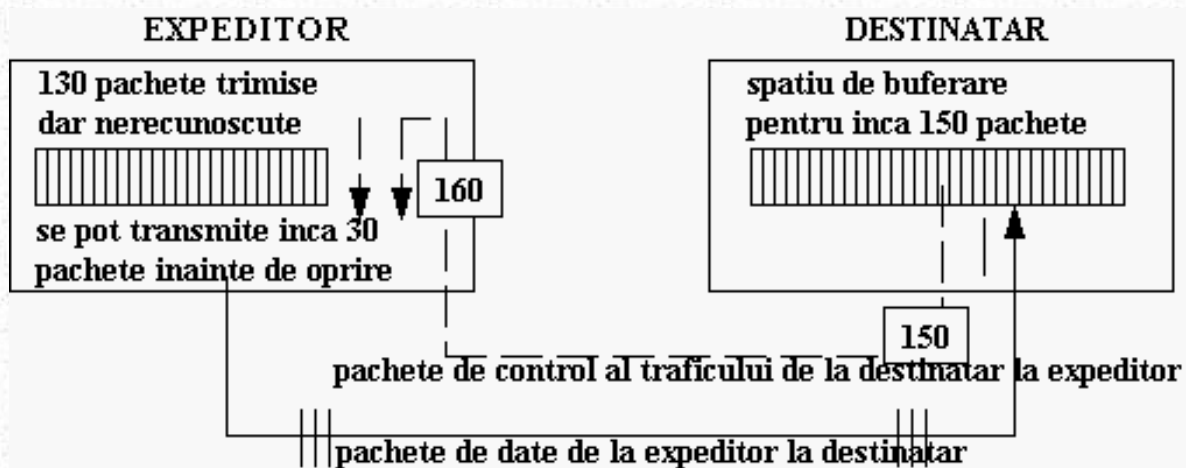 EXPEDITOR
130 pachete trimise
dar nerecunoscute
160
se pot transmite inca 30
pachete inainte de oprire
DESTINATAR
spatiu de buferare
pentru inca 150 pachete
150
pachete de control al traficului de la destinatar la expeditor
pachete de date de la expeditor la destinatar